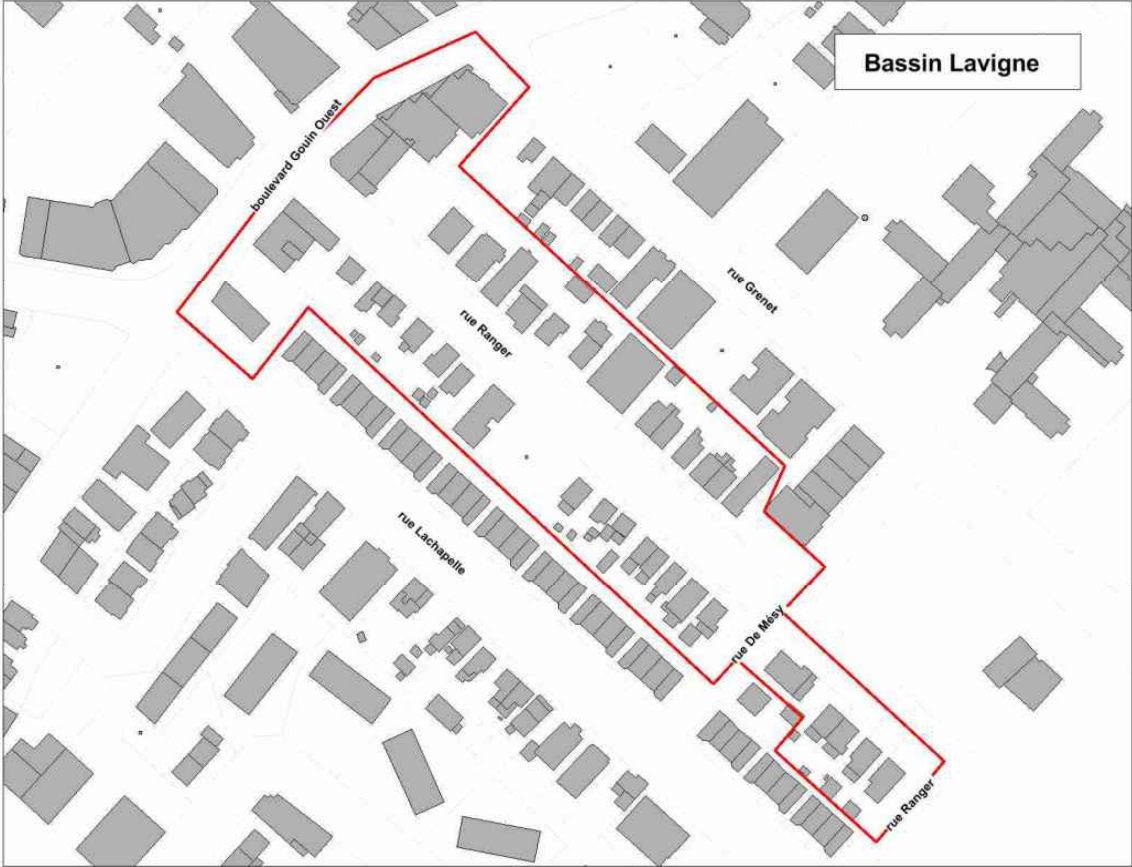 Bassin Lavigne
boulevard Gouin Ouest
rue Grenet
rue Ranger
rue Lachapelle
rue De Mésy
rue Ranger